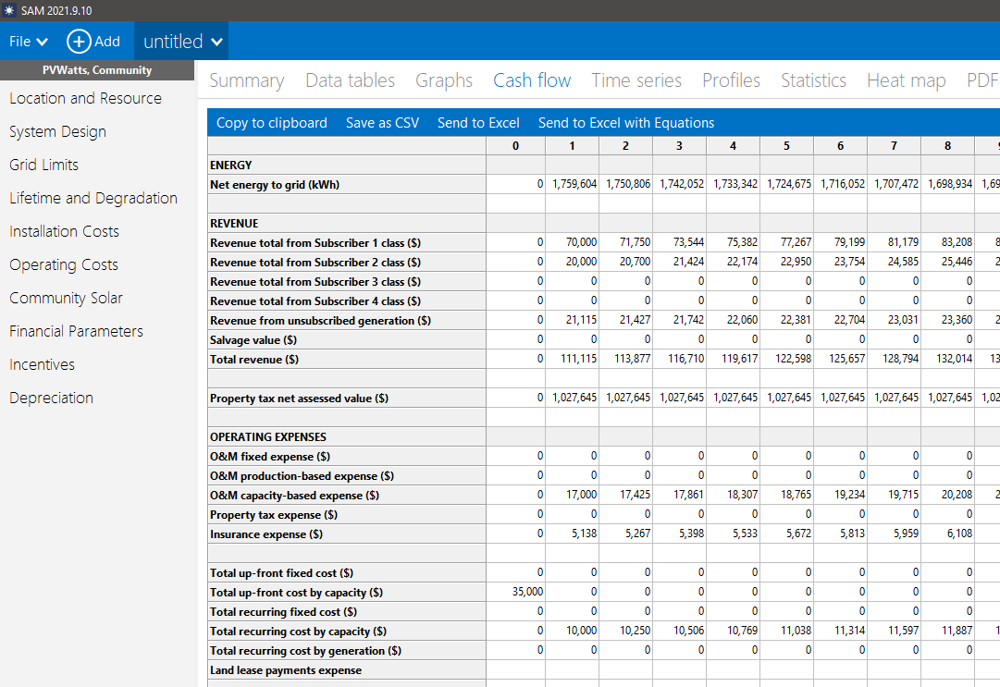 SAM 2021.9.10
File Add untitled
PVWatts, Community
Location and Resource
System Design
Grid Limits
Lifetime and Degradation
Installation Costs
Operating Costs
Community Solar
Financial Parameters
Incentives
Depreciation
Summary Data tables Graphs Cash flow Time series Profiles Statistics Heat map PDF
Copy to clipboard Save as CSV Send to Excel Send to Excel with Equations
0 1 2 3 4 5 6 7 8
ENERGY
Net energy to grid (kWh) 0 1,759,604 1,750,806 1,742,052 1,733,342 1,724,675 1,716,052 1,707,472 1,698,934 1,69
REVENUE
Revenue total from Subscriber 1 class ($) 0 70,000 71,750 73,544 75,382 77,267 79,199 81,179 83,208
Revenue total from Subscriber 2 class ($) 0 20,000 20,700 21,424 22,174 22,950 23,754 24,585 25,446 2
Revenue total from Subscriber 3 class ($) 0 0 0 0 0 0 0 0 0
Revenue total from Subscriber 4 class ($) 0 0 0 0 0 0 0 0 0
Revenue from unsubscribed generation ($) 0 21,115 21,427 21,742 22,060 22,381 22,704 23,031 23,360 2
Salvage value ($) 0 0 0 0 0 0 0 0 0
Total revenue ($) 0 111,115 113,877 116,710 119,617 122,598 125,657 128,794 132,014 13
Property tax net assessed value ($) 0 1,027,645 1,027,645 1,027,645 1,027,645 1,027,645 1,027,645 1,027,645 1,027,645 1,02
OPERATING EXPENSES
O&M fixed expense ($) 0 0 0 0 0 0 0 0 0
O&M production-based expense ($) 0 0 0 0 0 0 0 0 0
O&M capacity-based expense ($) 0 17,000 17,425 17,861 18,307 18,765 19,234 19,715 20,208 2
Property tax expense ($) 0 0 0 0 0 0 0 0 0
Insurance expense ($) 0 5,138 5,267 5,398 5,533 5,672 5,813 5,959 6,108
Total up-front fixed cost ($) 0 0 0 0 0 0 0 0 0
Total up-front cost by capacity ($) 35,000 0 0 0 0 0 0 0 0
Total recurring fixed cost ($) 0 0 0 0 0 0 0 0 0
Total recurring cost by capacity ($) 0 10,000 10,250 10,506 10,769 11,038 11,314 11,597 11,887 1
Total recurring cost by generation ($) 0 0 0 0 0 0 0 0 0
Land lease payments expense